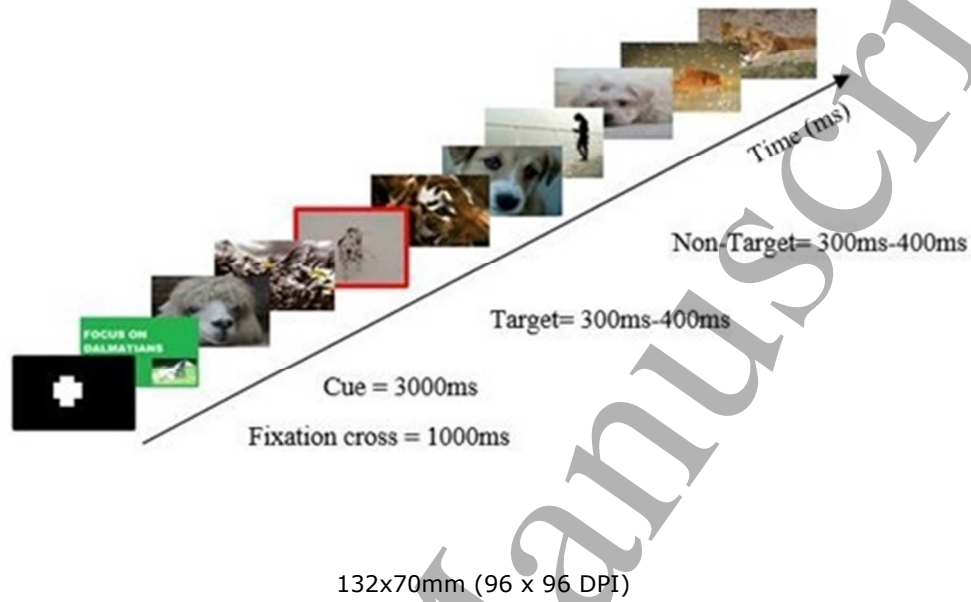 FOCUS ON
DALMATIANS
Time (ms)
Non-Target= 300ms-400ms
Target= 300ms-400ms
Cue = 3000ms
Fixation cross = 1000ms
132x70mm (96 x 96 DPI)
Manuscri